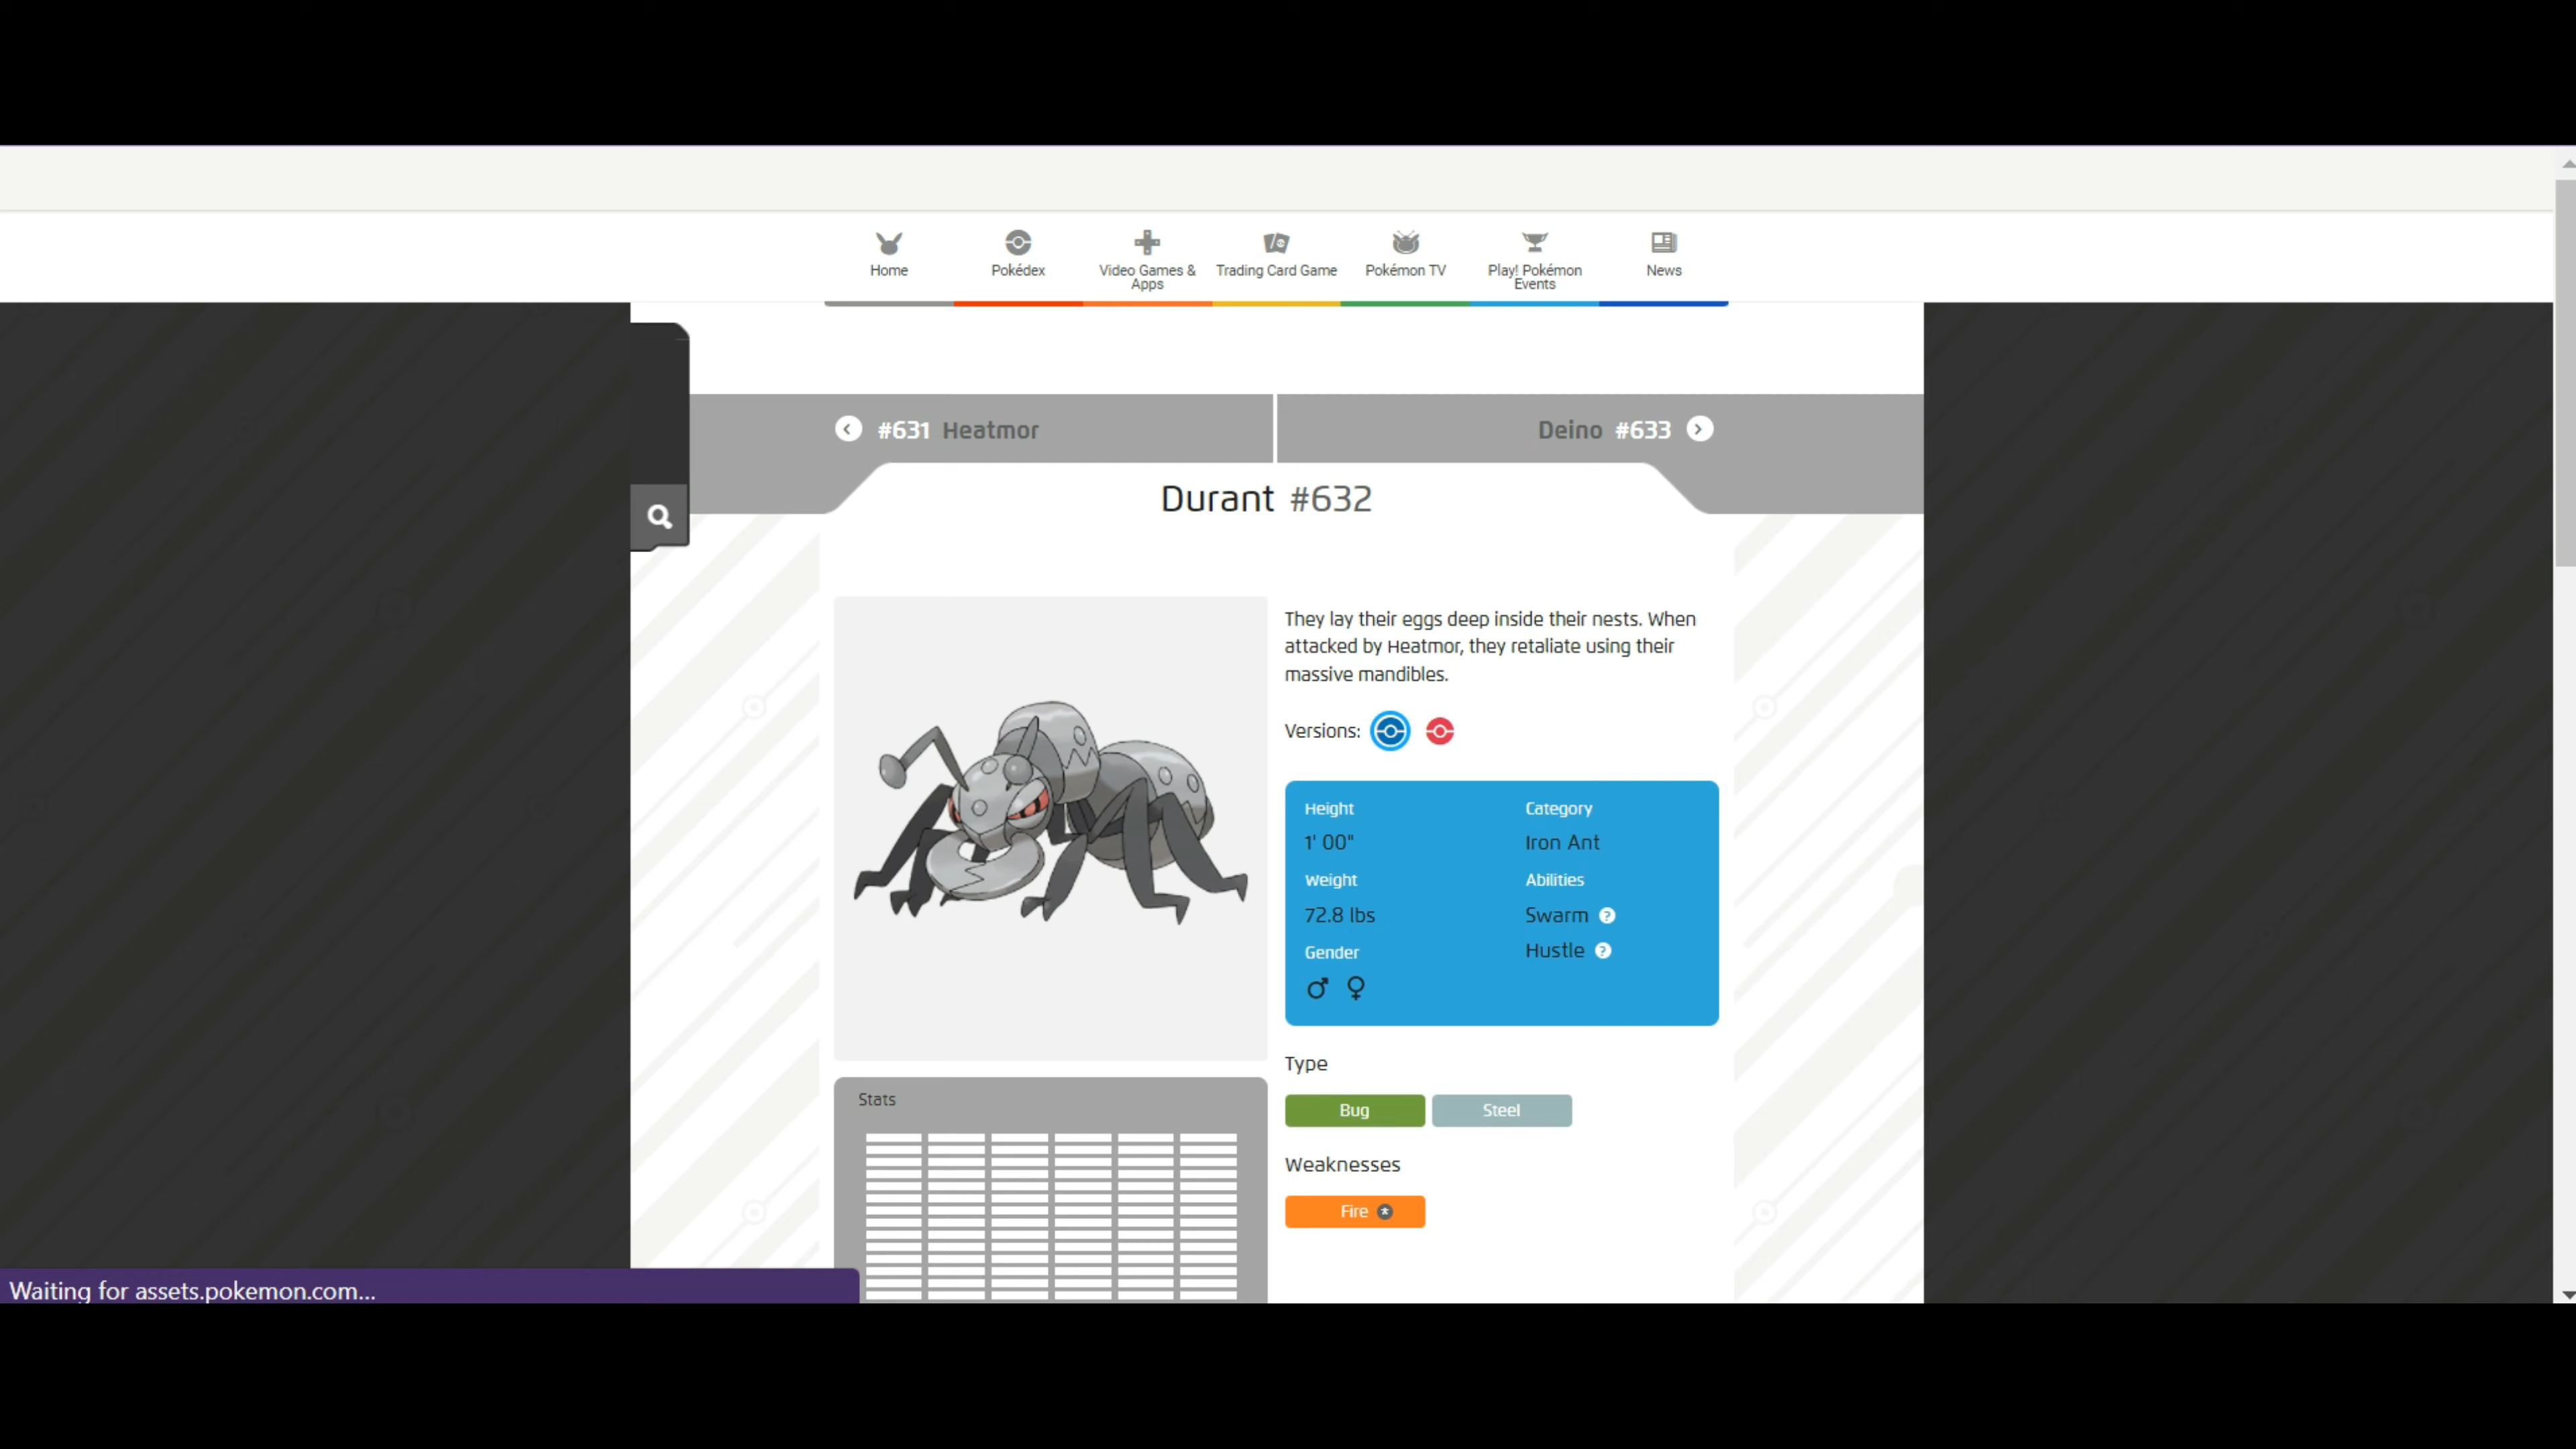 Home
Pokédex
Video Games &
Apps
Trading Card Game
Pokémon TV
Play! Pokémon
Events
News
#631 Heatmor
Deino #633
Durant #632
They lay their eggs deep inside their nests. When
attacked by Heatmor, they retaliate using their
massive mandibles.
Versions:
Height
1' 00"
Weight
72.8 lbs
Gender
Category
Iron Ant
Abilities
Swarm ?
Hustle ?
Type
Bug
Steel
Weaknesses
Fire *
Stats
Waiting for assets.pokemon.com...